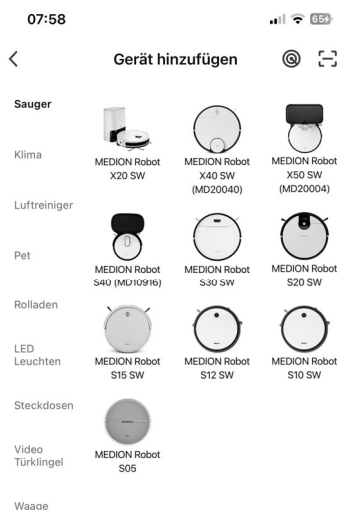 07:58
65
Gerät hinzufügen
Sauger
Klima
Luftreiniger
Pet
Rolladen
LED
Leuchten
Steckdosen
Video
Türklingel
Waage
MEDION Robot
X20 SW
MEDION Robot
X40 SW
(MD20040)
MEDION Robot
X50 SW
(MD20004)
MEDION Robot
S40 (MD10916)
MEDION Robot
S30 SW
MEDION Robot
S20 SW
MEDION Robot
S15 SW
MEDION Robot
S12 SW
MEDION Robot
S10 SW
MEDION Robot
S05